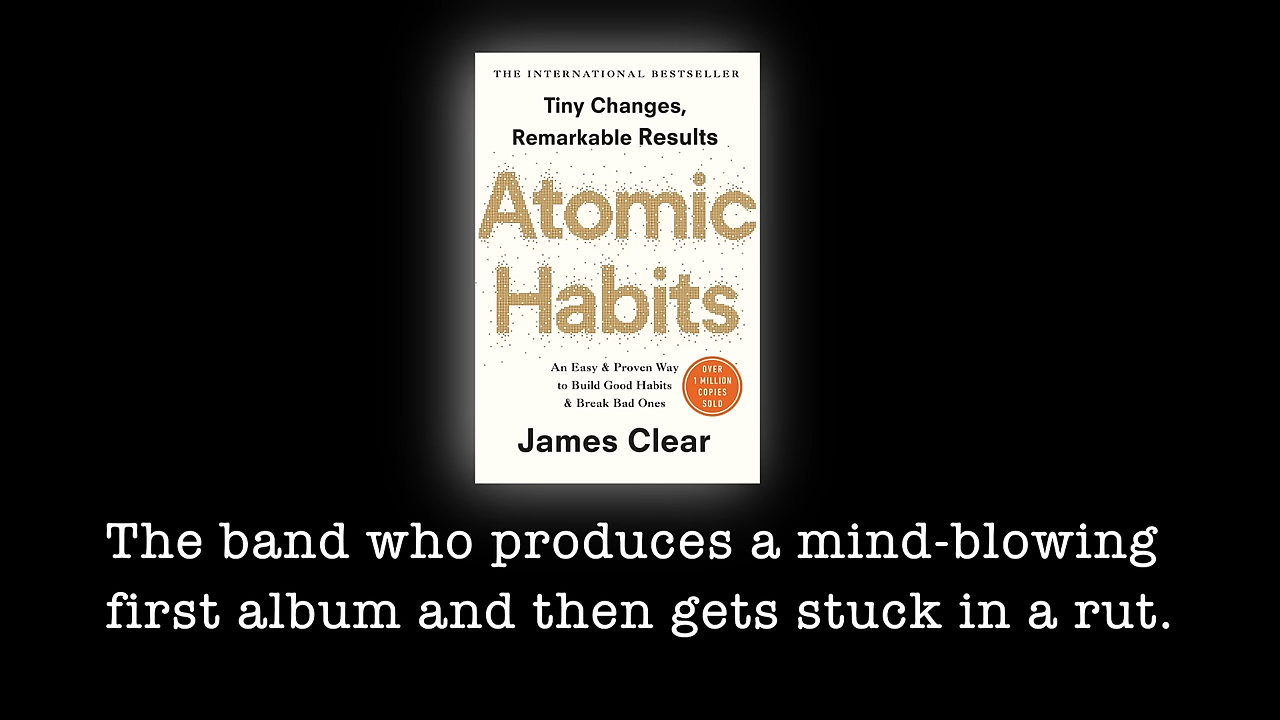 THE INTERNATIONAL BESTSELLER
Tiny Changes,
Remarkable Results
Atomic
Habits
An Easy & Proven Way
to Build Good Habits
& Break Bad Ones
OVER
1 MILLION
COPIES
SOLD
James Clear
The band who produces a mind-blowing
first album and then gets stuck in a rut.